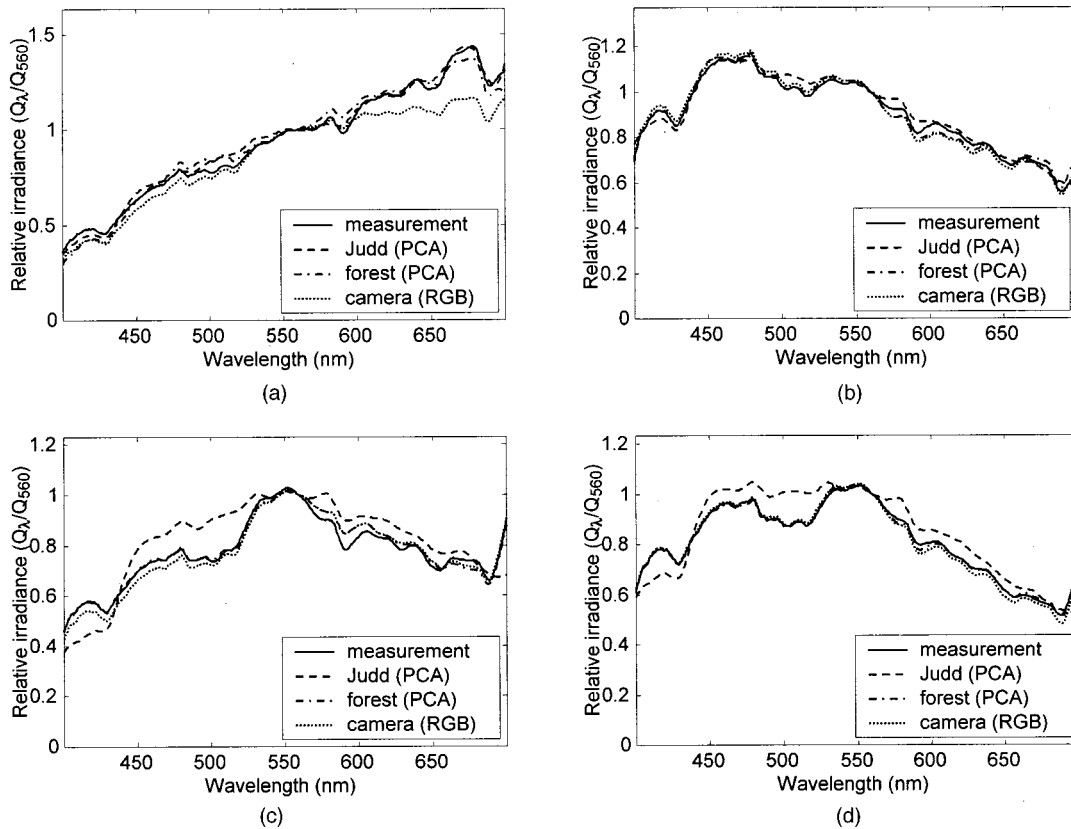 Relative irradiance (Qλ/Q560)
1.5
1
0.5
0
450 500 550 600 650
Wavelength (nm)
measurement
Judd (PCA)
forest (PCA)
camera (RGB)
(a)
Relative irradiance (Qλ/Q560)
1.2
1
0.8
0.6
0.4
0.2
0
450 500 550 600 650
Wavelength (nm)
measurement
Judd (PCA)
forest (PCA)
camera (RGB)
(b)
Relative irradiance (Qλ/Q560)
1.2
1
0.8
0.6
0.4
0.2
0
450 500 550 600 650
Wavelength (nm)
measurement
Judd (PCA)
forest (PCA)
camera (RGB)
(c)
Relative irradiance (Qλ/Q560)
1.2
1
0.8
0.6
0.4
0.2
0
450 500 550 600 650
Wavelength (nm)
measurement
Judd (PCA)
forest (PCA)
camera (RGB)
(d)